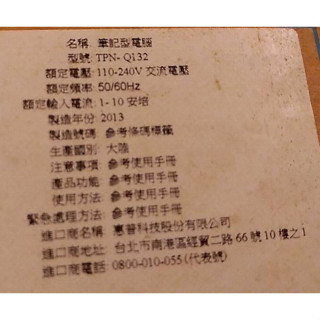 名稱: 筆記型電腦
型號: TPN- Q132
額定電壓: 110-240V 交流電壓
額定頻率: 50/60Hz
額定輸入電流: 1- 10 安培
製造年份: 2013
製造號碼: 參考條碼標籤
生產國別: 大陸
注意事項: 參考使用手冊
產品功能: 參考使用手冊
使用方法: 參考使用手冊
緊急處理方法: 參考使用手冊
進口商名稱: 惠普科技股份有限公司
進口商地址: 台北市南港區經貿二路 66 號 10 樓之 1
進口商電話: 0800-010-055 (代表號)